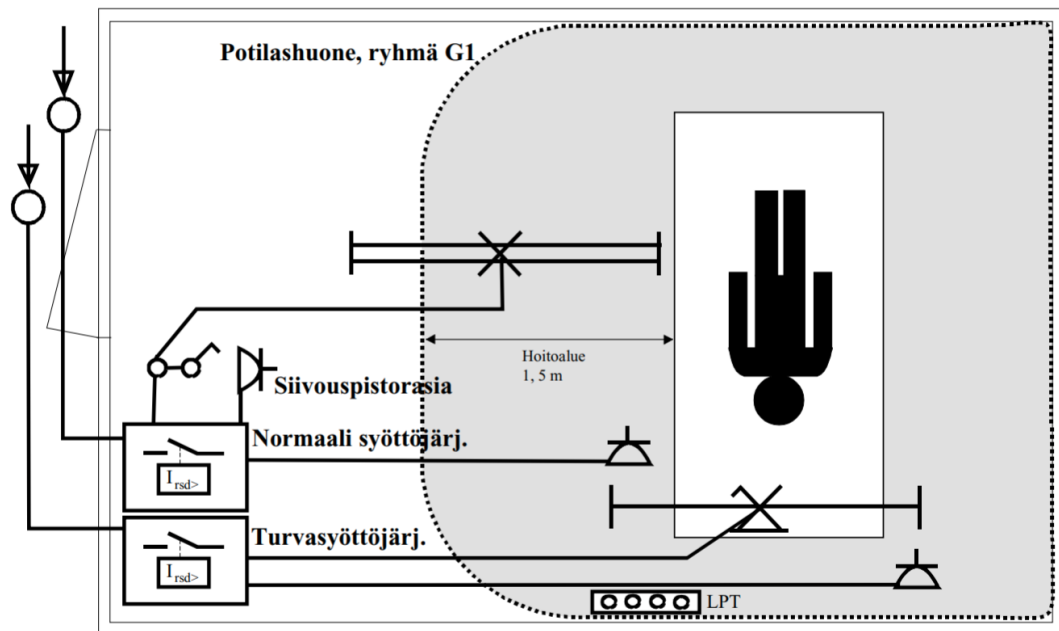 Potilashuone, ryhmä G1
Hoitoalue
1, 5 m
Siivouspistorasia
Normaali syöttöjärj.
I rsd>
Turvasyöttöjärj.
I rsd>
LPT